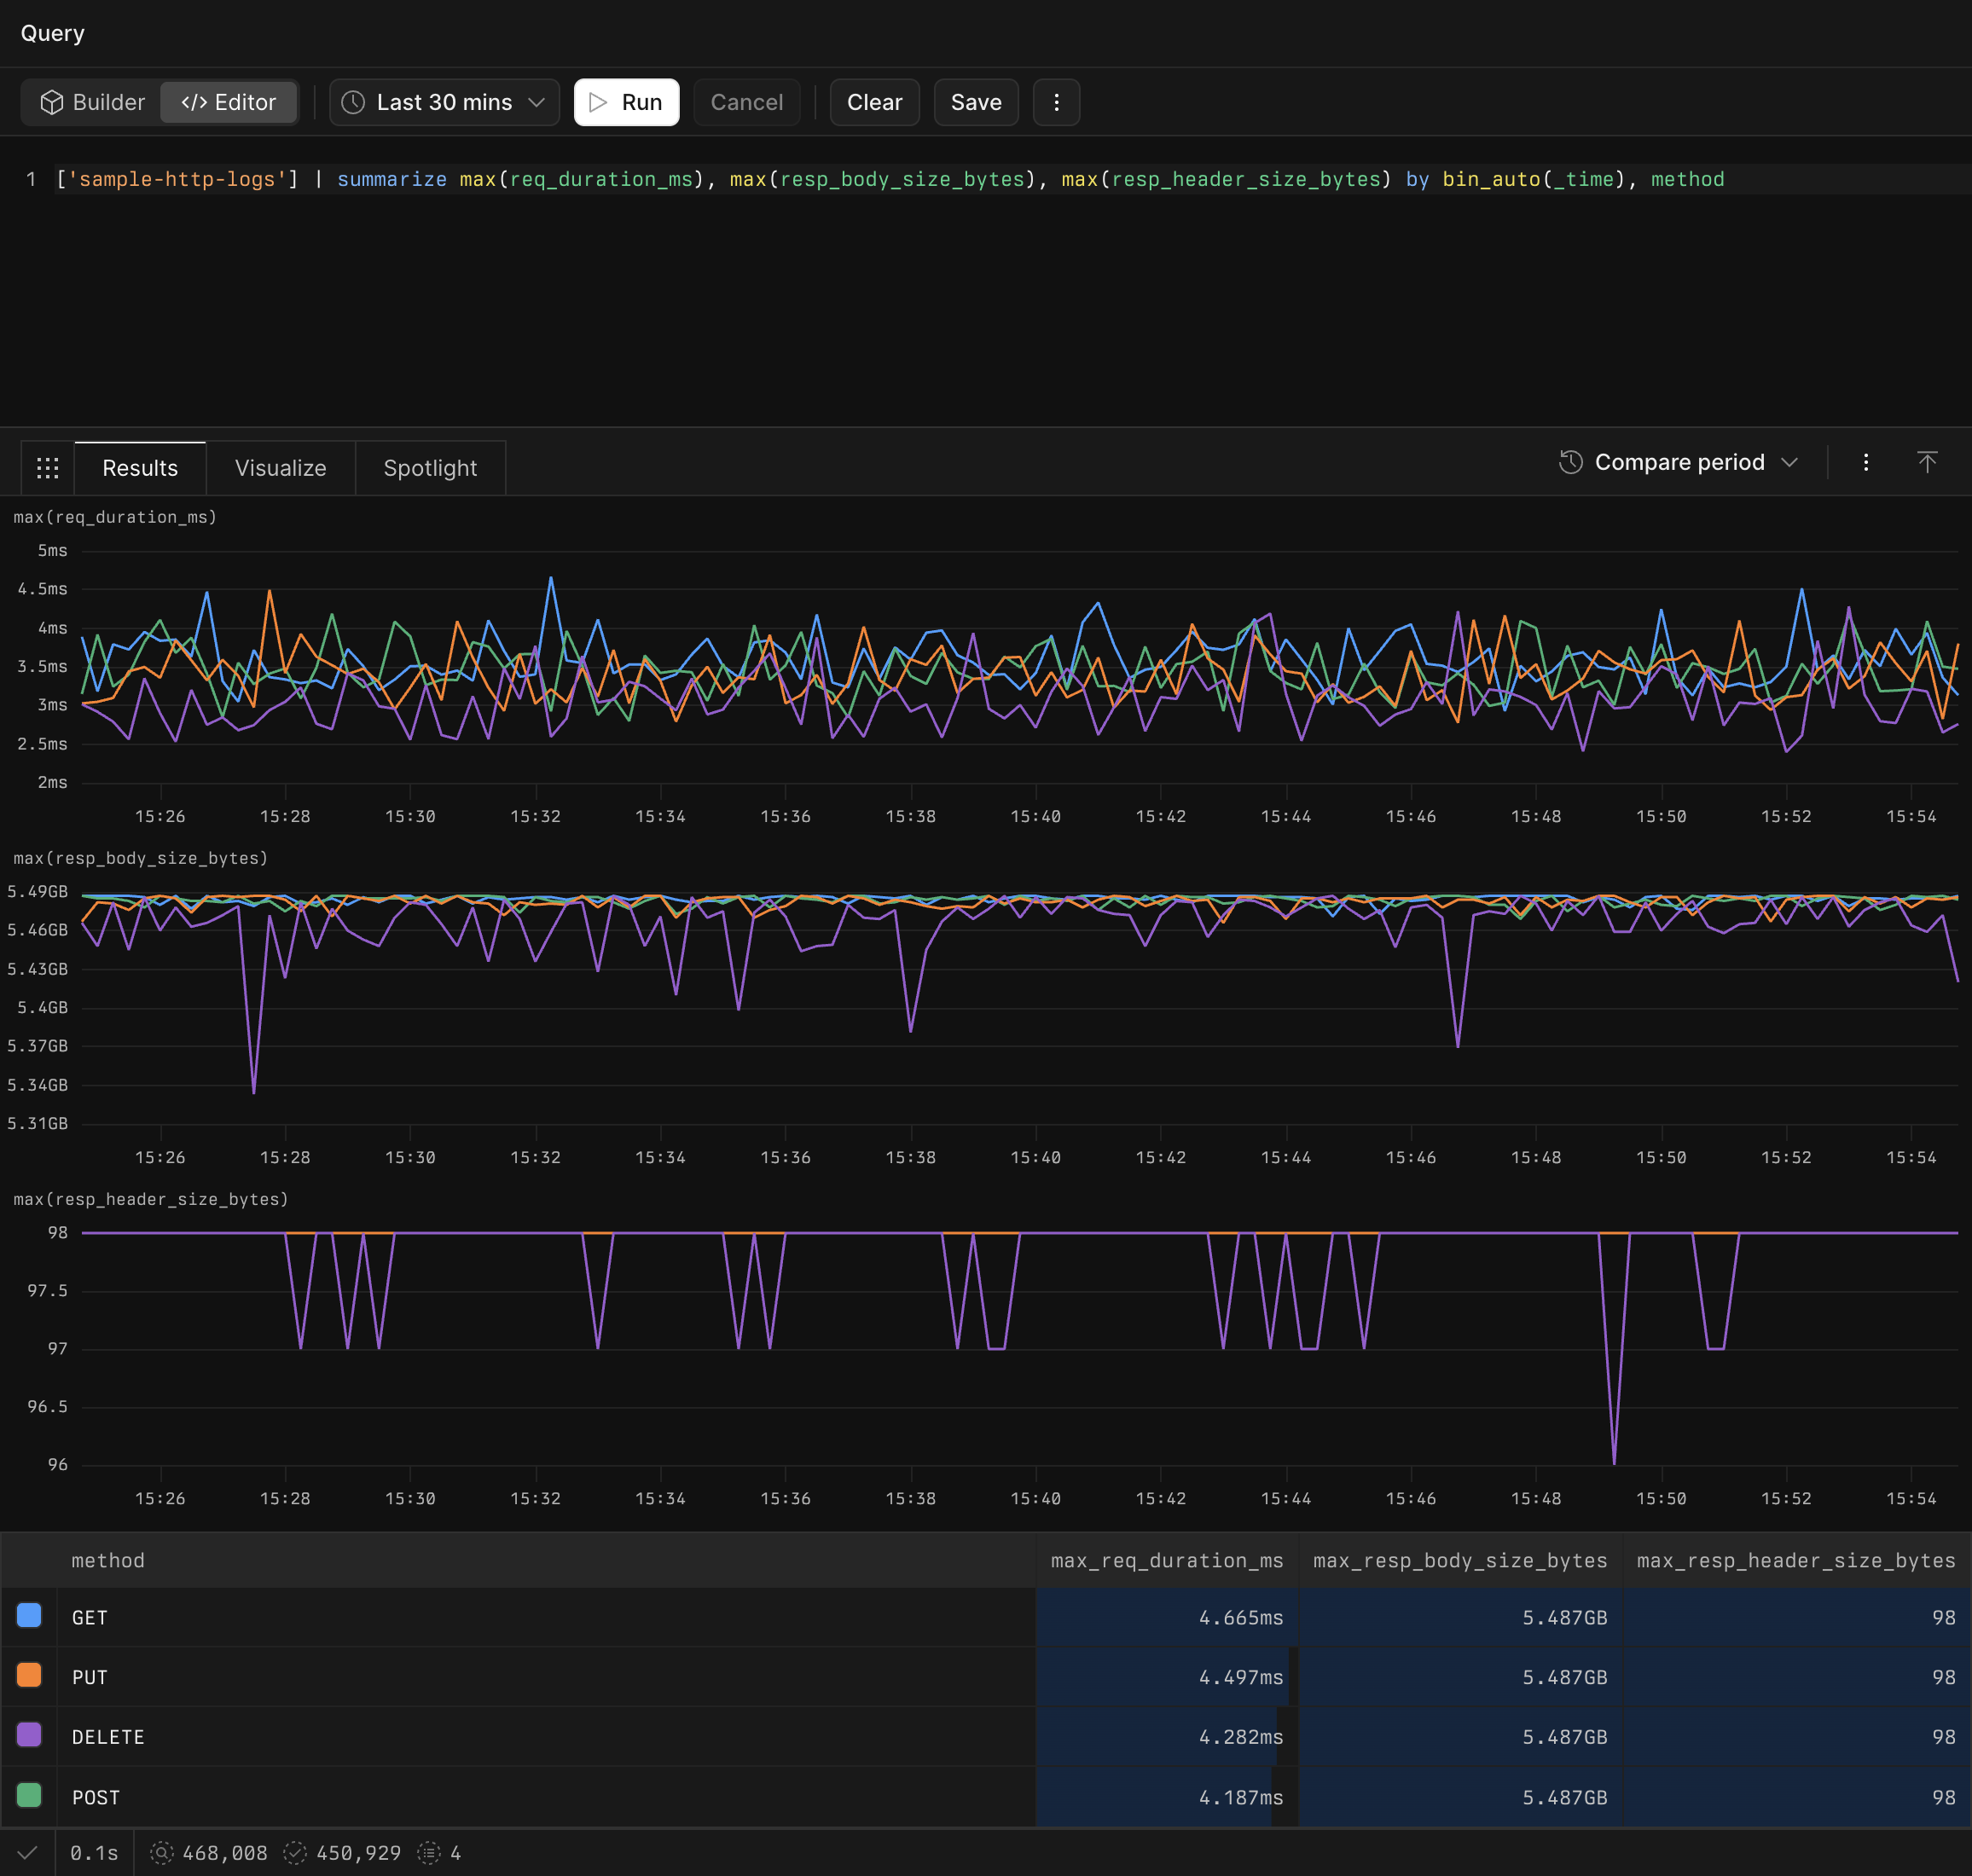 Query
Builder </> Editor Last 30 mins Run Cancel Clear Save
1 ['sample-http-logs'] | summarize max(req_duration_ms), max(resp_body_size_bytes), max(resp_header_size_bytes) by bin_auto(_time), method
Results Visualize Spotlight Compare period
max(req_duration_ms)
5ms
4.5ms
4ms
3.5ms
3ms
2.5ms
2ms
15:26 15:28 15:30 15:32 15:34 15:36 15:38 15:40 15:42 15:44 15:46 15:48 15:50 15:52 15:54
max(resp_body_size_bytes)
5.49GB
5.46GB
5.43GB
5.4GB
5.37GB
5.34GB
5.31GB
15:26 15:28 15:30 15:32 15:34 15:36 15:38 15:40 15:42 15:44 15:46 15:48 15:50 15:52 15:54
max(resp_header_size_bytes)
98
97.5
97
96.5
96
15:26 15:28 15:30 15:32 15:34 15:36 15:38 15:40 15:42 15:44 15:46 15:48 15:50 15:52 15:54
method max_req_duration_ms max_resp_body_size_bytes max_resp_header_size_bytes
GET 4.665ms 5.487GB 98
PUT 4.497ms 5.487GB 98
DELETE 4.282ms 5.487GB 98
POST 4.187ms 5.487GB 98
0.1s 468,008 450,929 4